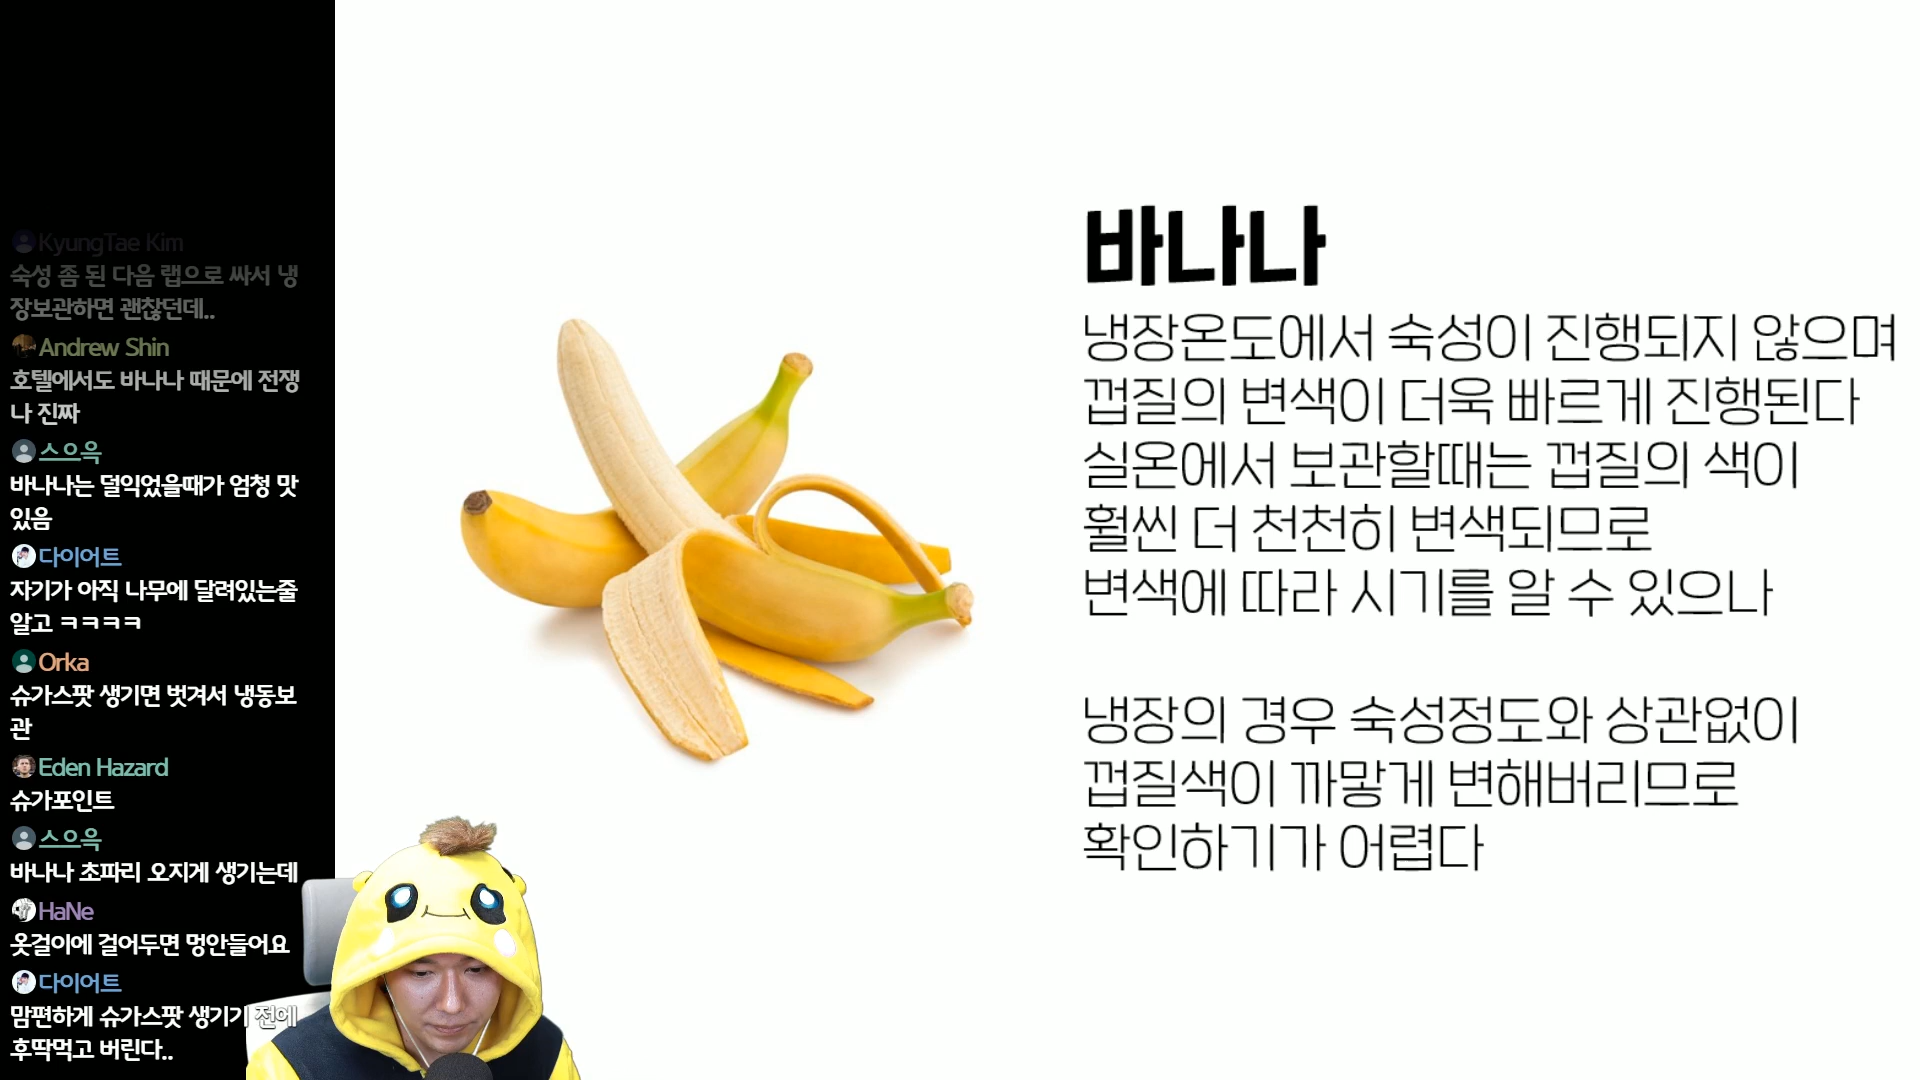 KyungTae Kim
숙성 좀 된 다음 랩으로 싸서 냉
장보관하면 괜찮던데..
Andrew Shin
호텔에서도 바나나 때문에 전쟁
나 진짜
스으윽
바나나는 덜익었을때가 엄청 맛
있음
다이어트
자기가 아직 나무에 달려있는줄
알고 ㅋㅋㅋㅋ
Orka
슈가스팟 생기면 벗겨서 냉동보
관
Eden Hazard
슈가포인트
스으윽
바나나 초파리 오지게 생기는데
HaNe
옷걸이에 걸어두면 멍안들어요
다이어트
맘편하게 슈가스팟 생기기 전에
후딱먹고 버린다..
바나나
냉장온도에서 숙성이 진행되지 않으며
껍질의 변색이 더욱 빠르게 진행된다
실온에서 보관할때는 껍질의 색이
훨씬 더 천천히 변색되므로
변색에 따라 시기를 알 수 있으나
냉장의 경우 숙성정도와 상관없이
껍질색이 까맣게 변해버리므로
확인하기가 어렵다